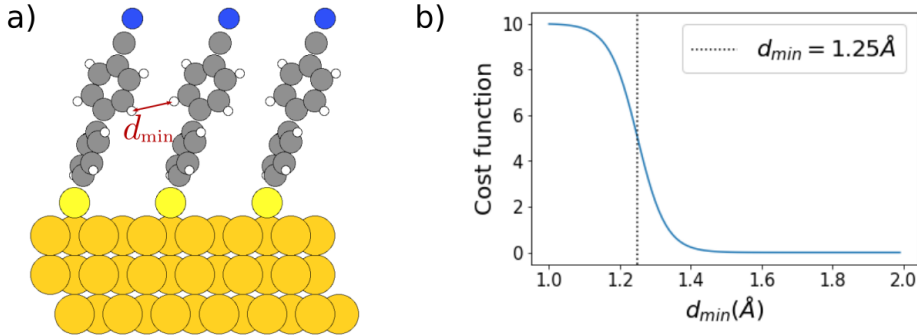 a)
d_min
b)
Cost function
10
8
6
4
2
0
d_min = 1.25Å
1.0 1.2 1.4 1.6 1.8 2.0
d_min(Å)